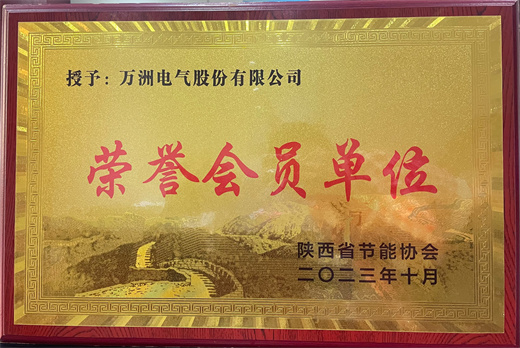 授予：万洲电气股份有限公司
荣誉会员单位
陕西省节能协会
二〇二三年十月